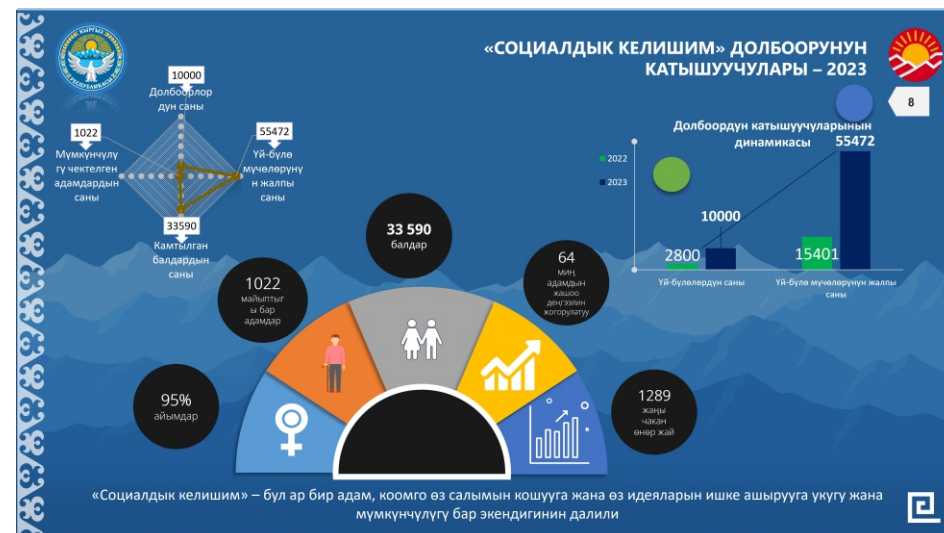 «СОЦИАЛДЫК КЕЛИШИМ» ДОЛБООРУНУН
КАТЫШУУЧУЛАРЫ – 2023
8
10000
Долбоорлор
дун саны
1022
Мүмкүнчүлү
гү чектелген
адамдардын
саны
55472
Үй-бүлө
мүчөлөрүнү
н жалпы
саны
33590
Камтылган
балдардын
саны
Долбоордун катышуучуларынын
динамикасы
2022
2023
2800
10000
15401
55472
Үй-бүлөлөрдүн саны
Үй-бүлө мүчөлөрүнүн жалпы
саны
95%
айымдар
1022
майыптыг
ы бар
адамдар
33 590
балдар
64
миң
адамдын
жашоо
деңгээлин
жогорулатуу
1289
жаңы
чакан
өнөр жай
«Социалдык келишим» – бул ар бир адам, коомго өз салымын кошууга жана өз идеяларын ишке ашырууга укугу жана
мүмкүнчүлүгү бар экендигинин далили